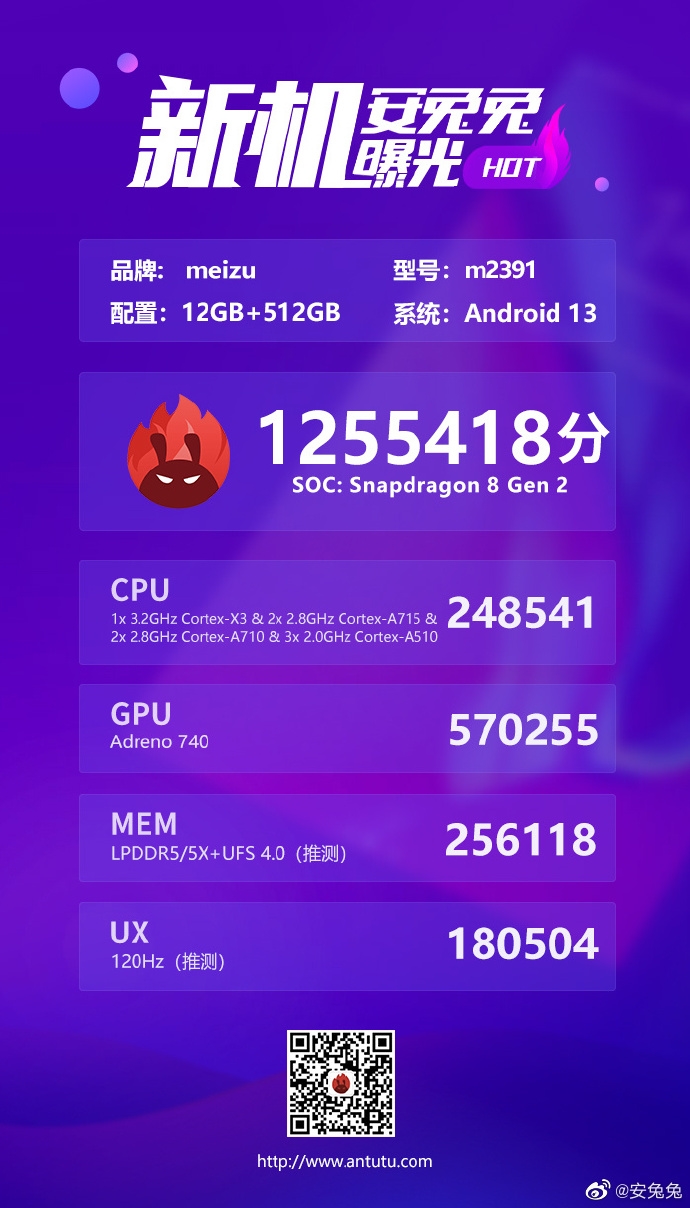 新机
安兔兔
曝光
HOT
品牌: meizu
型号: m2391
配置: 12GB+512GB
系统: Android 13
1255418分
SOC: Snapdragon 8 Gen 2
CPU
1x 3.2GHz Cortex-X3 & 2x 2.8GHz Cortex-A715 &
2x 2.8GHz Cortex-A710 & 3x 2.0GHz Cortex-A510
248541
GPU
Adreno 740
570255
MEM
LPDDR5/5X+UFS 4.0（推测）
256118
UX
120Hz（推测）
180504
http://www.antutu.com
@安兔兔